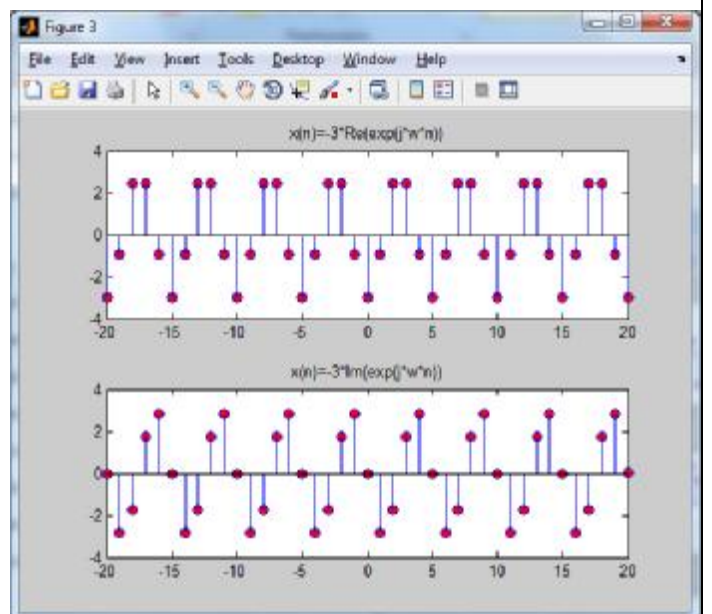 Figure 3
File Edit View Insert Tools Desktop Window Help
x(n)=-3*Re(exp(j*w*n))
4
2
0
-2
-4
-20 -15 -10 -5 0 5 10 15 20
x(n)=-3*Im(exp(j*w*n))
4
2
0
-2
-4
-20 -15 -10 -5 0 5 10 15 20